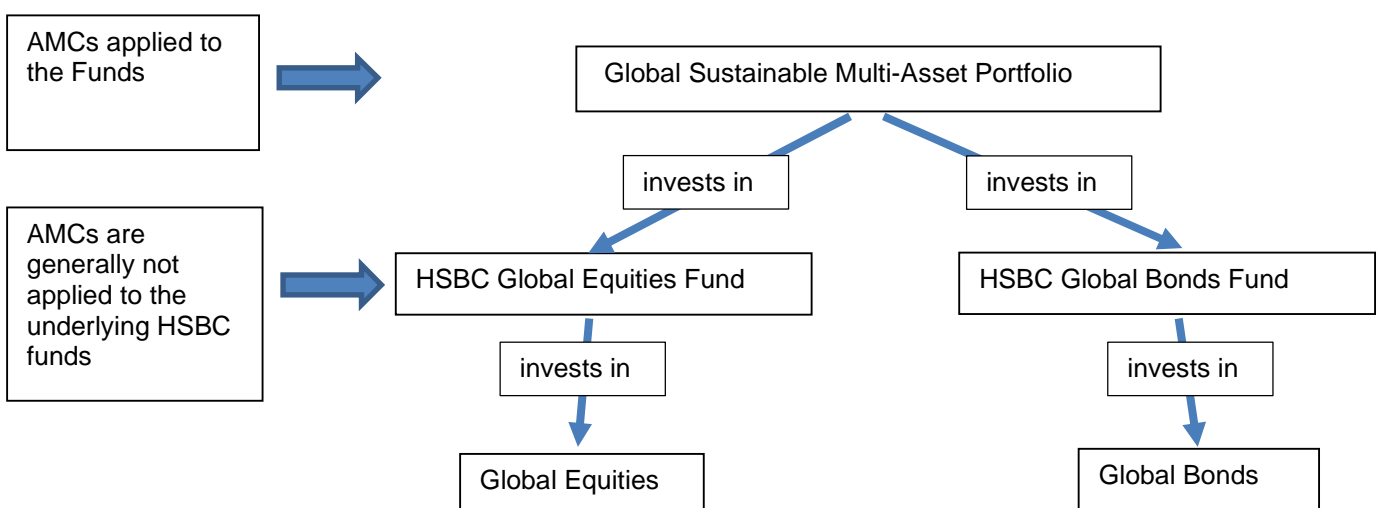 AMCs applied to
the Funds
Global Sustainable Multi-Asset Portfolio
invests in
invests in
AMCs are
generally not
applied to the
underlying HSBC
funds
HSBC Global Equities Fund
HSBC Global Bonds Fund
invests in
invests in
Global Equities
Global Bonds